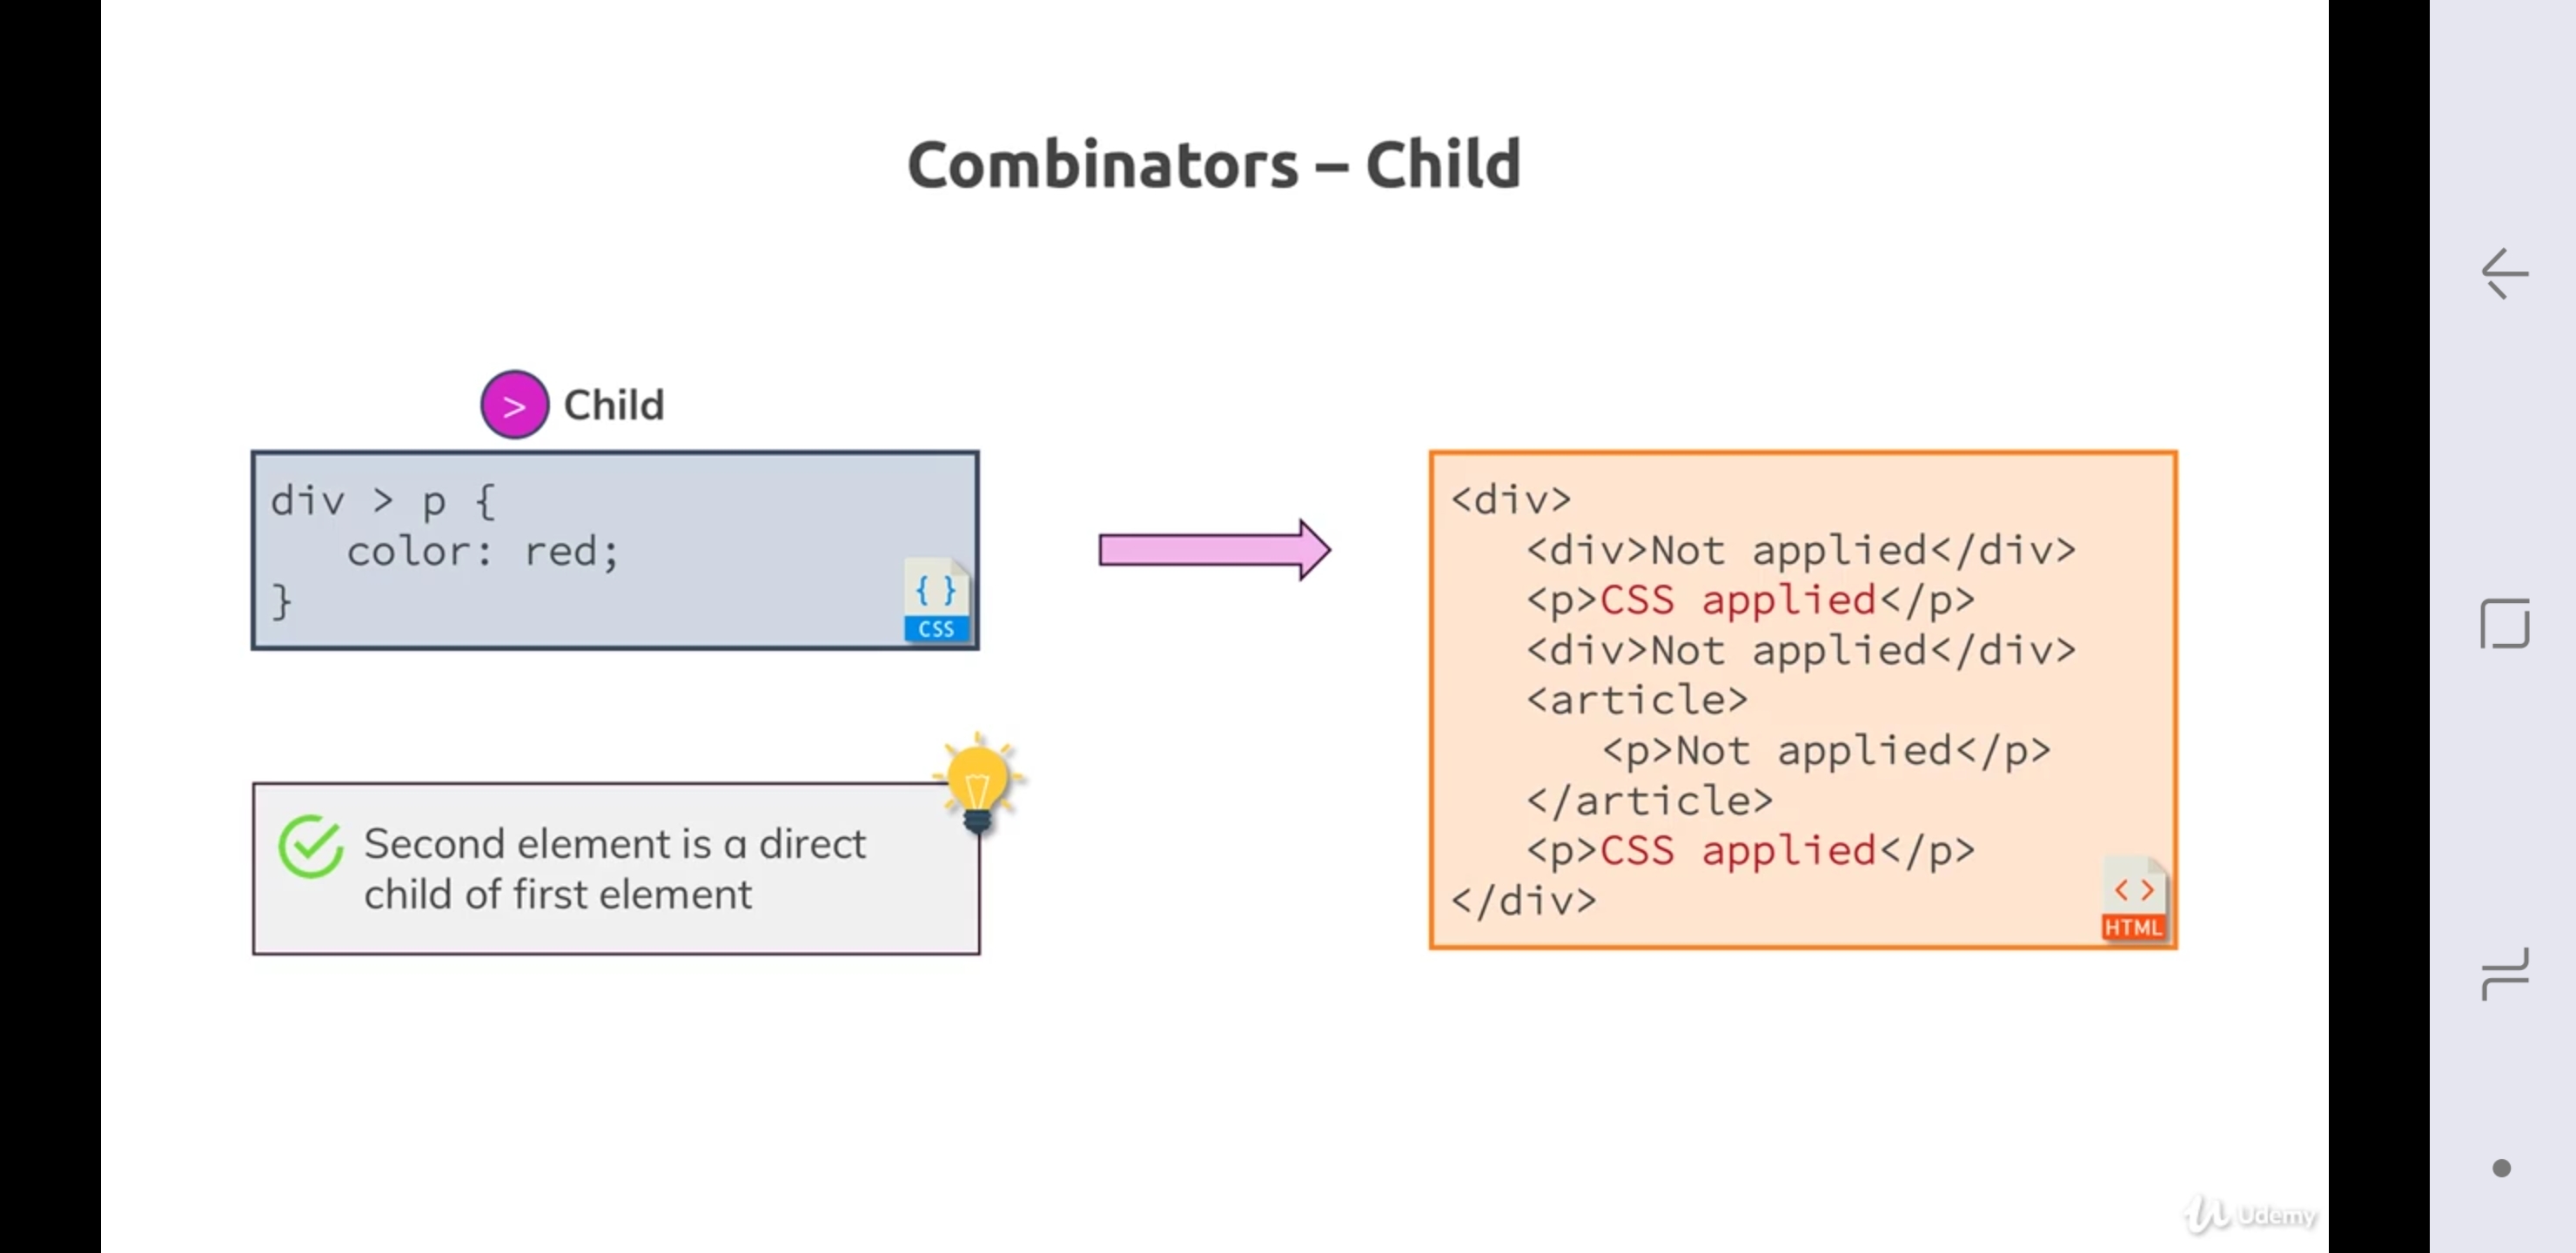 Combinators – Child
> Child
div > p {
color: red;
}
{ }
CSS
Second element is a direct
child of first element
<div>
<div>Not applied</div>
<p>CSS applied</p>
<div>Not applied</div>
<article>
<p>Not applied</p>
</article>
<p>CSS applied</p>
</div>
< >
HTML
Udemy